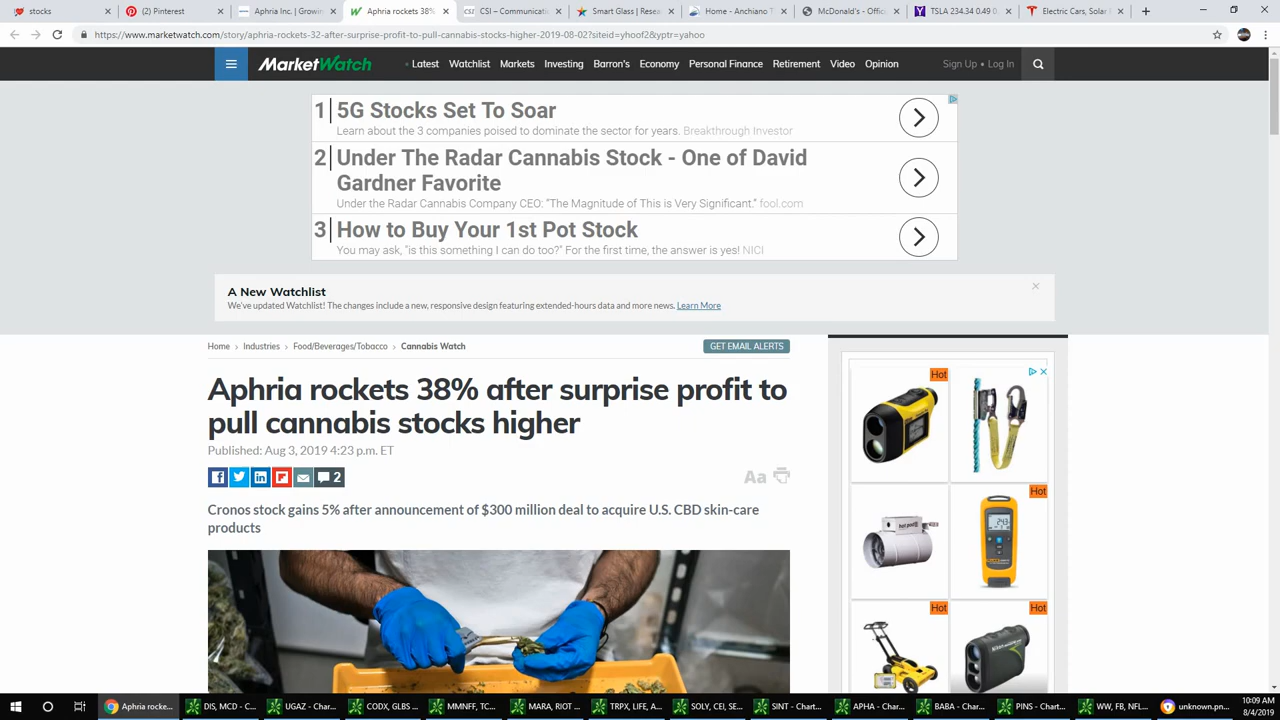 stocks
(2) Pinterest
Aphria Inc. | Growin
Aphria rockets 38%
CSI – Communicatio
Smart Glass | Resea
Home - Anchiano T
McDonald's - Offici
TSLA 234.34 0.49 0.
Electric Cars, Solar
https://www.marketwatch.com/story/aphria-rockets-32-after-surprise-profit-to-pull-cannabis-stocks-higher-2019-08-02?siteid=yhoof2&yptr=yahoo
MarketWatch
Latest Watchlist Markets Investing Barron's Economy Personal Finance Retirement Video Opinion
Sign Up • Log In
1 5G Stocks Set To Soar
Learn about the 3 companies poised to dominate the sector for years. Breakthrough Investor
2 Under The Radar Cannabis Stock - One of David
Gardner Favorite
Under the Radar Cannabis Company CEO: "The Magnitude of This is Very Significant." fool.com
3 How to Buy Your 1st Pot Stock
You may ask, "is this something I can do too?" For the first time, the answer is yes! NICI
A New Watchlist
We've updated Watchlist! The changes include a new, responsive design featuring extended-hours data and more news. Learn More
Home › Industries › Food/Beverages/Tobacco › Cannabis Watch
GET EMAIL ALERTS
Aphria rockets 38% after surprise profit to
pull cannabis stocks higher
Published: Aug 3, 2019 4:23 p.m. ET
2
Aa
Cronos stock gains 5% after announcement of $300 million deal to acquire U.S. CBD skin-care
products
Hot
Hot
Hot
Hot
Aphria rocke...
DIS, MCD - C...
UGAZ - Char...
CODX, GLBS ...
MMNFF, TC...
MARA, RIOT ...
TRPX, LIFE, A...
SOLY, CEI, SE...
SINT - Chart...
APHA - Chart...
BABA - Char...
PINS - Chart...
WW, FB, NFL...
unknown.pn...
10:09 AM
8/4/2019